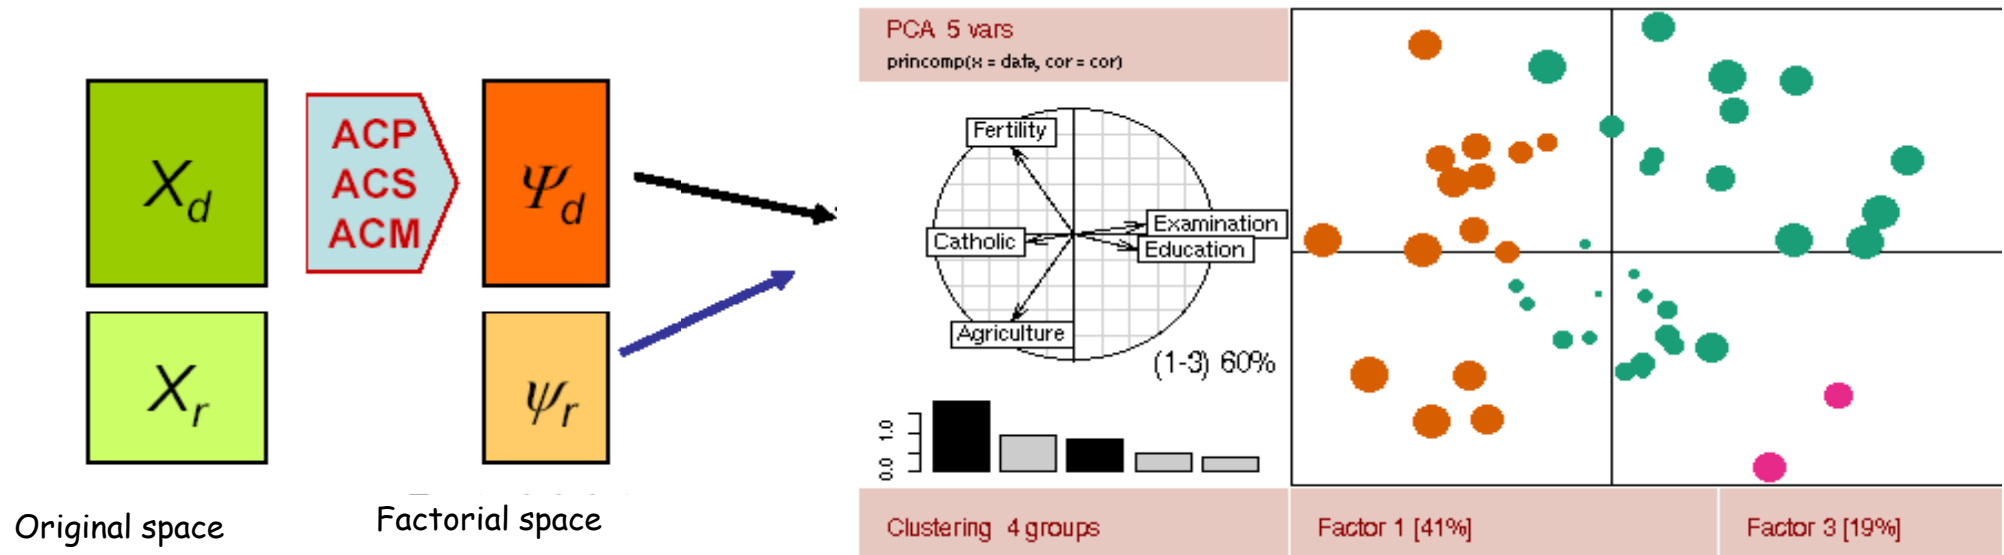 X_d
X_r
ACP
ACS
ACM
Ψ_d
ψ_r
Original space
Factorial space
PCA 5 vars
princomp(x = data, cor = cor)
Fertility
Examination
Catholic
Education
Agriculture
(1-3) 60%
1.0
0.0
Clustering 4 groups
Factor 1 [41%]
Factor 3 [19%]